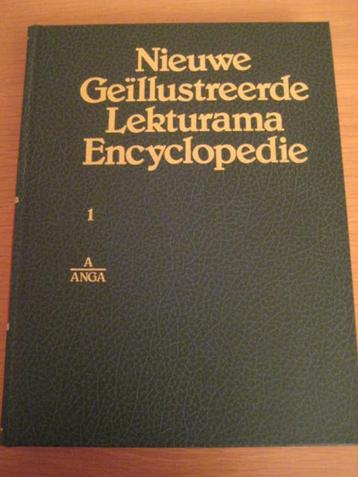 Nieuwe
Geïllustreerde
Lekturama
Encyclopedie
1
A
ANGA